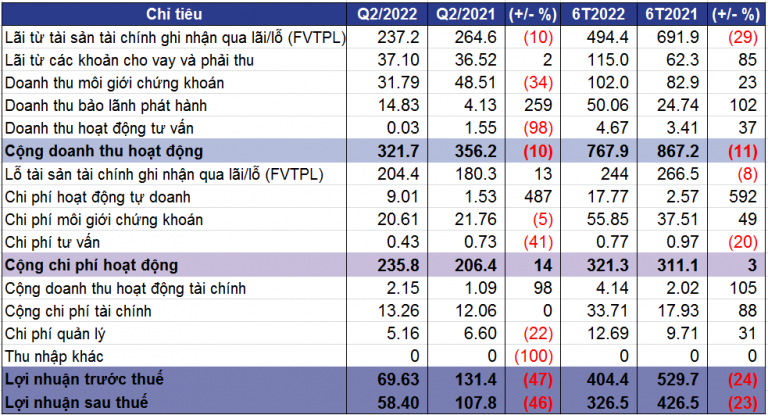 Chỉ tiêu Q2/2022 Q2/2021 (+/- %) 6T2022 6T2021 (+/- %)
Lãi từ tài sản tài chính ghi nhận qua lãi/lỗ (FVTPL) 237.2 264.6 (10) 494.4 691.9 (29)
Lãi từ các khoản cho vay và phải thu 37.10 36.52 2 115.0 62.3 85
Doanh thu môi giới chứng khoán 31.79 48.51 (34) 102.0 82.9 23
Doanh thu bảo lãnh phát hành 14.83 4.13 259 50.06 24.74 102
Doanh thu hoạt động tư vấn 0.03 1.55 (98) 4.67 3.41 37
Cộng doanh thu hoạt động 321.7 356.2 (10) 767.9 867.2 (11)
Lỗ tài sản tài chính ghi nhận qua lãi/lỗ (FVTPL) 204.4 180.3 13 244 266.5 (8)
Chi phí hoạt động tự doanh 9.01 1.53 487 17.77 2.57 592
Chi phí môi giới chứng khoán 20.61 21.76 (5) 55.85 37.51 49
Chi phí tư vấn 0.43 0.73 (41) 0.77 0.97 (20)
Cộng chi phí hoạt động 235.8 206.4 14 321.3 311.1 3
Cộng doanh thu hoạt động tài chính 2.15 1.09 98 4.14 2.02 105
Cộng chi phí tài chính 13.26 12.06 0 33.71 17.93 88
Chi phí quản lý 5.16 6.60 (22) 12.69 9.71 31
Thu nhập khác 0 0 (100) 0 0 0
Lợi nhuận trước thuế 69.63 131.4 (47) 404.4 529.7 (24)
Lợi nhuận sau thuế 58.40 107.8 (46) 326.5 426.5 (23)